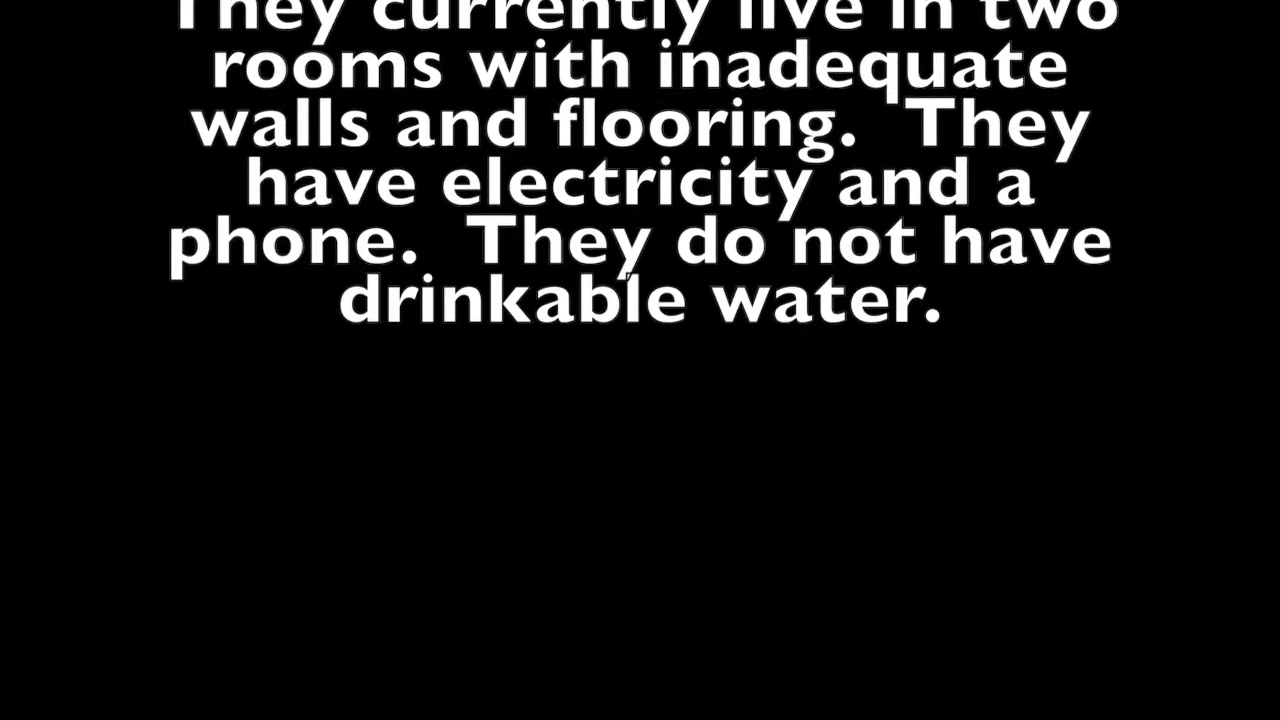 They currently live in two
rooms with inadequate
walls and flooring.  They
have electricity and a
phone.  They do not have
drinkable water.